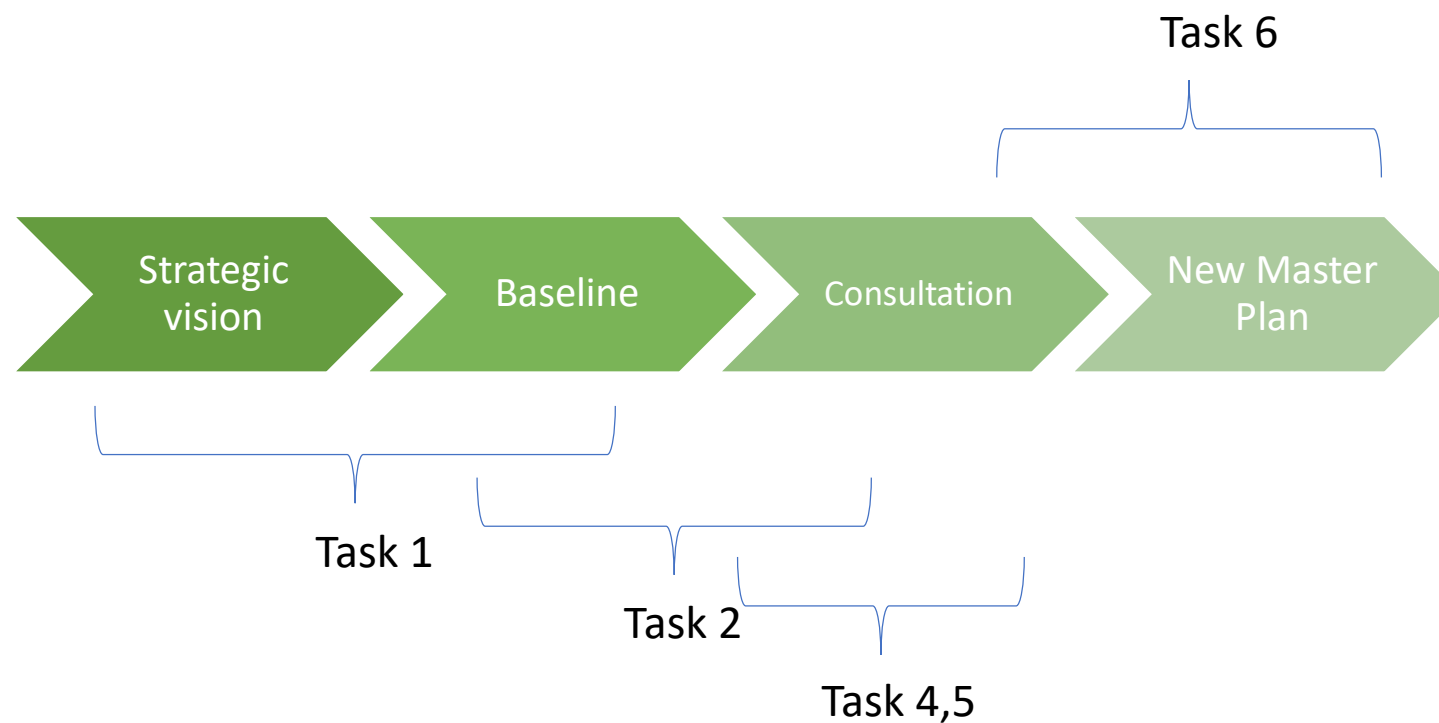 Task 6
Strategic
vision
Baseline
Consultation
New Master
Plan
Task 1
Task 2
Task 4,5